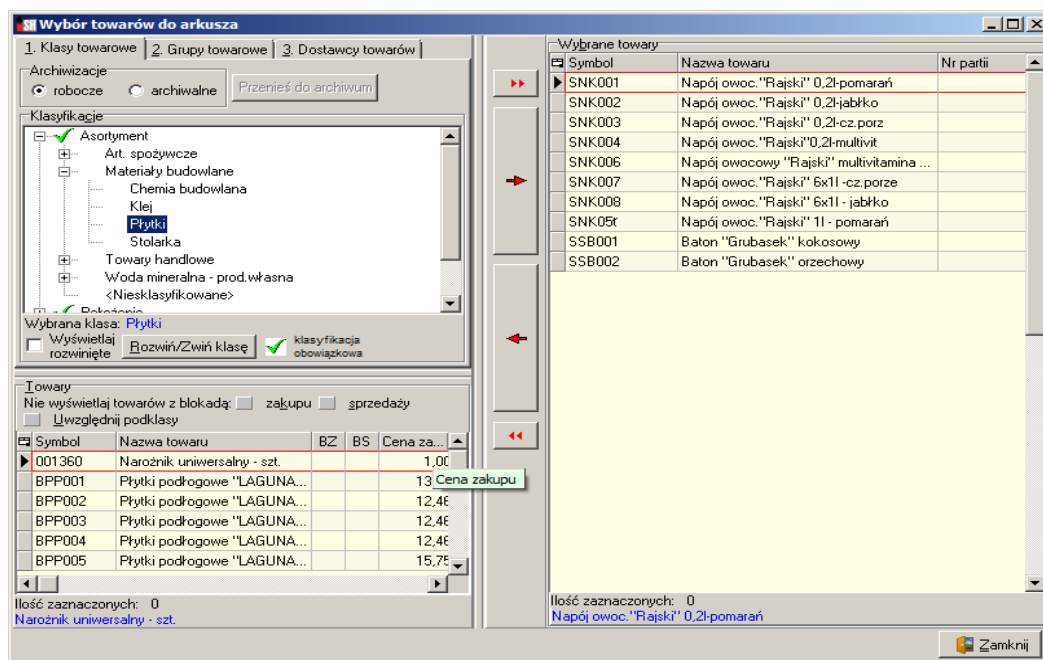 Wybór towarów do arkusza
1. Klasy towarowe 2. Grupy towarowe 3. Dostawcy towarów
Archiwizacje
robocze archiwalne Przenieś do archiwum
Klasyfikacje
Asortyment
Art. spożywcze
Materiały budowlane
Chemia budowlana
Klej
Płytki
Stolarka
Towary handlowe
Woda mineralna - prod.własna
<Niesklasyfikowane>
Wybrana klasa: Płytki
Wyświetlaj rozwinięte
Rozwiń/Zwiń klasę
klasyfikacja obowiązkowa
Towary
Nie wyświetlaj towarów z blokadą: zakupu sprzedaży
Uwzględnij podklasy
Symbol Nazwa towaru BZ BS Cena za...
001360 Narożnik uniwersalny - szt. 1,00
BPP001 Płytki podłogowe "LAGUNA... 13
Cena zakupu
BPP002 Płytki podłogowe "LAGUNA... 12,46
BPP003 Płytki podłogowe "LAGUNA... 12,46
BPP004 Płytki podłogowe "LAGUNA... 12,46
BPP005 Płytki podłogowe "LAGUNA... 15,75
Ilość zaznaczonych: 0
Narożnik uniwersalny - szt.
Wybrane towary
Symbol Nazwa towaru Nr partii
SNK001 Napój owoc."Rajski" 0,2l-pomarań
SNK002 Napój owoc."Rajski" 0,2l-jabłko
SNK003 Napój owoc."Rajski" 0,2l-cz.porz
SNK004 Napój owoc."Rajski"0,2l-multivit
SNK006 Napój owocowy "Rajski" multivitamina ...
SNK007 Napój owoc."Rajski" 6x1l -cz.porze
SNK008 Napój owoc."Rajski" 6x1l - jabłko
SNK05r Napój owoc."Rajski" 1l - pomarań
SSB001 Baton "Grubasek" kokosowy
SSB002 Baton "Grubasek" orzechowy
Ilość zaznaczonych: 0
Napój owoc."Rajski" 0,2l-pomarań
Zamknij